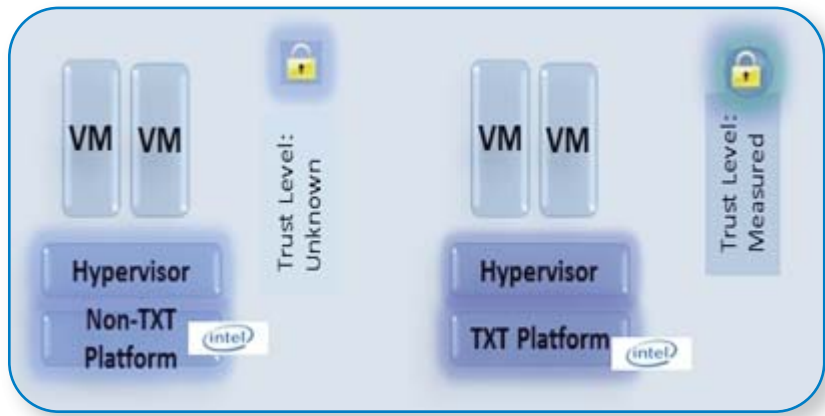 VM VM
Trust Level:
Unknown
Hypervisor
Non-TXT
Platform
intel
VM VM
Trust Level:
Measured
Hypervisor
TXT Platform
intel